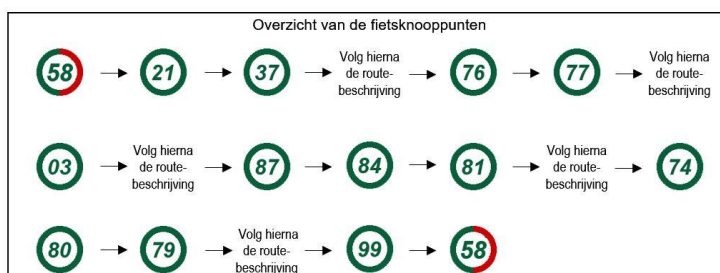 Overzicht van de fietsknooppunten
58 21 37 Volg hierna de route-beschrijving 76 77 Volg hierna de route-beschrijving
03 Volg hierna de route-beschrijving 87 84 81 Volg hierna de route-beschrijving 74
80 79 Volg hierna de route-beschrijving 99 58